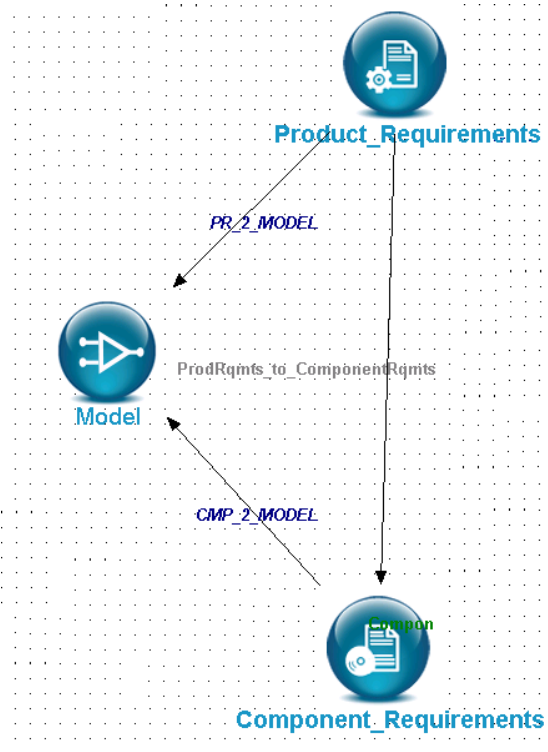 Product_Requirements
PR_2_MODEL
ProdRqmts_to_ComponentRqmts
Model
CMP_2_MODEL
Compon
Component_Requirements